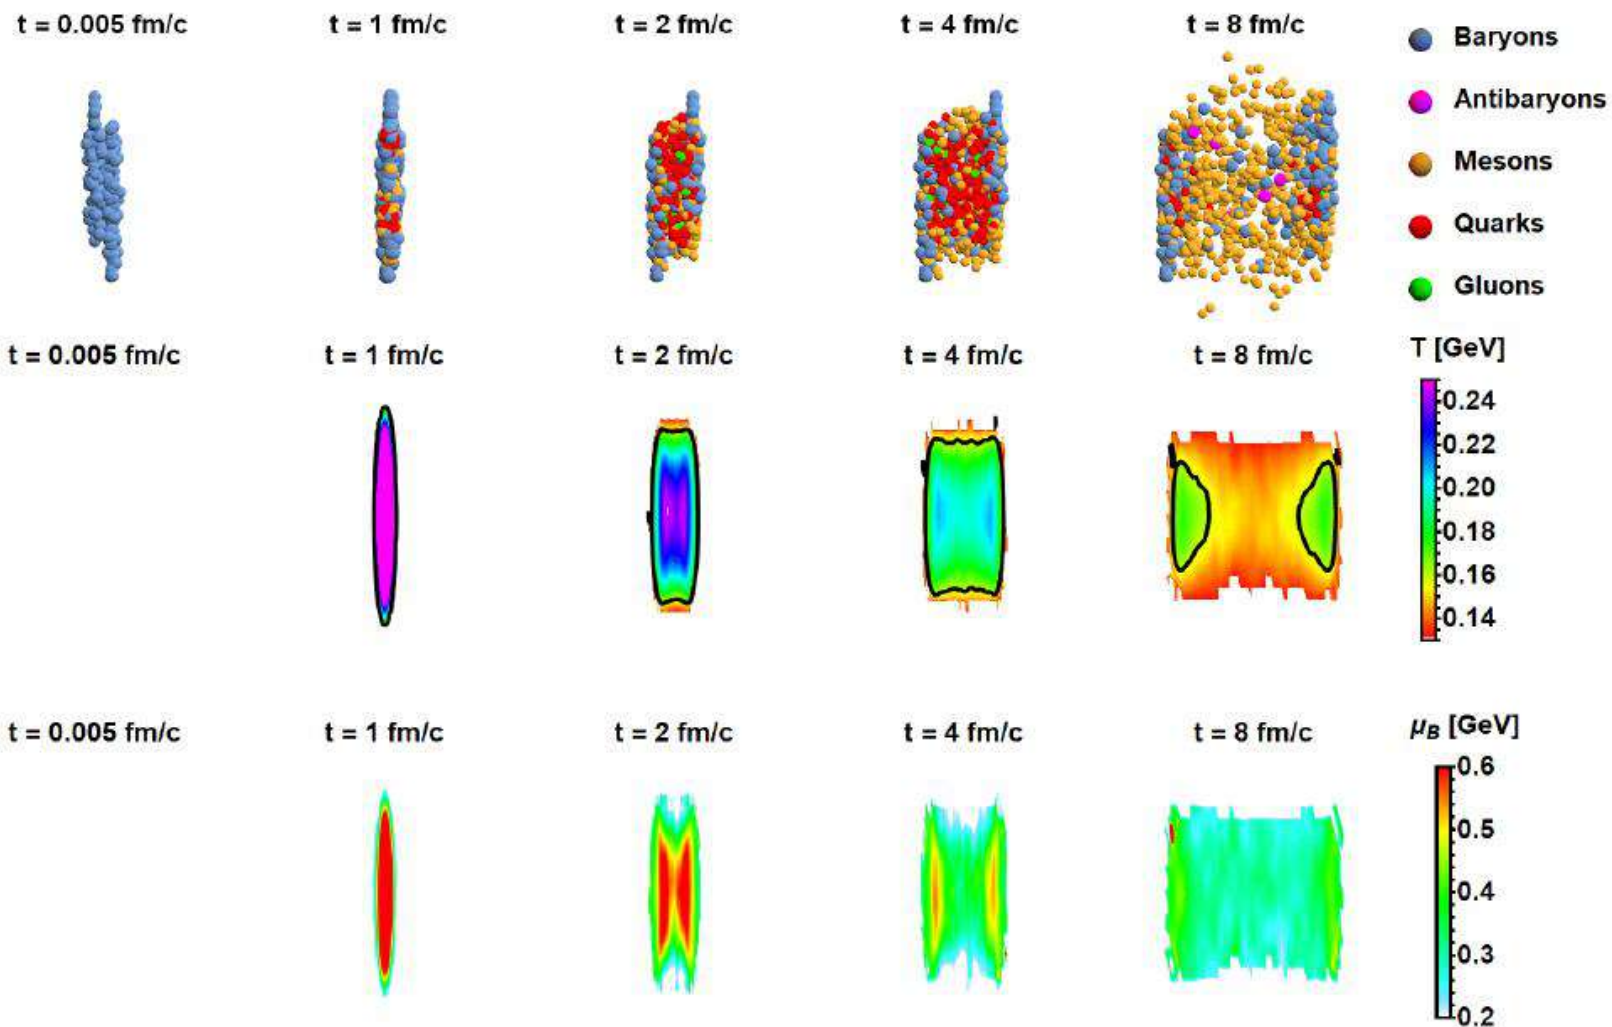 t = 0.005 fm/c t = 1 fm/c t = 2 fm/c t = 4 fm/c t = 8 fm/c
Baryons
Antibaryons
Mesons
Quarks
Gluons
t = 0.005 fm/c t = 1 fm/c t = 2 fm/c t = 4 fm/c t = 8 fm/c
T [GeV]
0.24
0.22
0.20
0.18
0.16
0.14
t = 0.005 fm/c t = 1 fm/c t = 2 fm/c t = 4 fm/c t = 8 fm/c
μB [GeV]
0.6
0.5
0.4
0.3
0.2